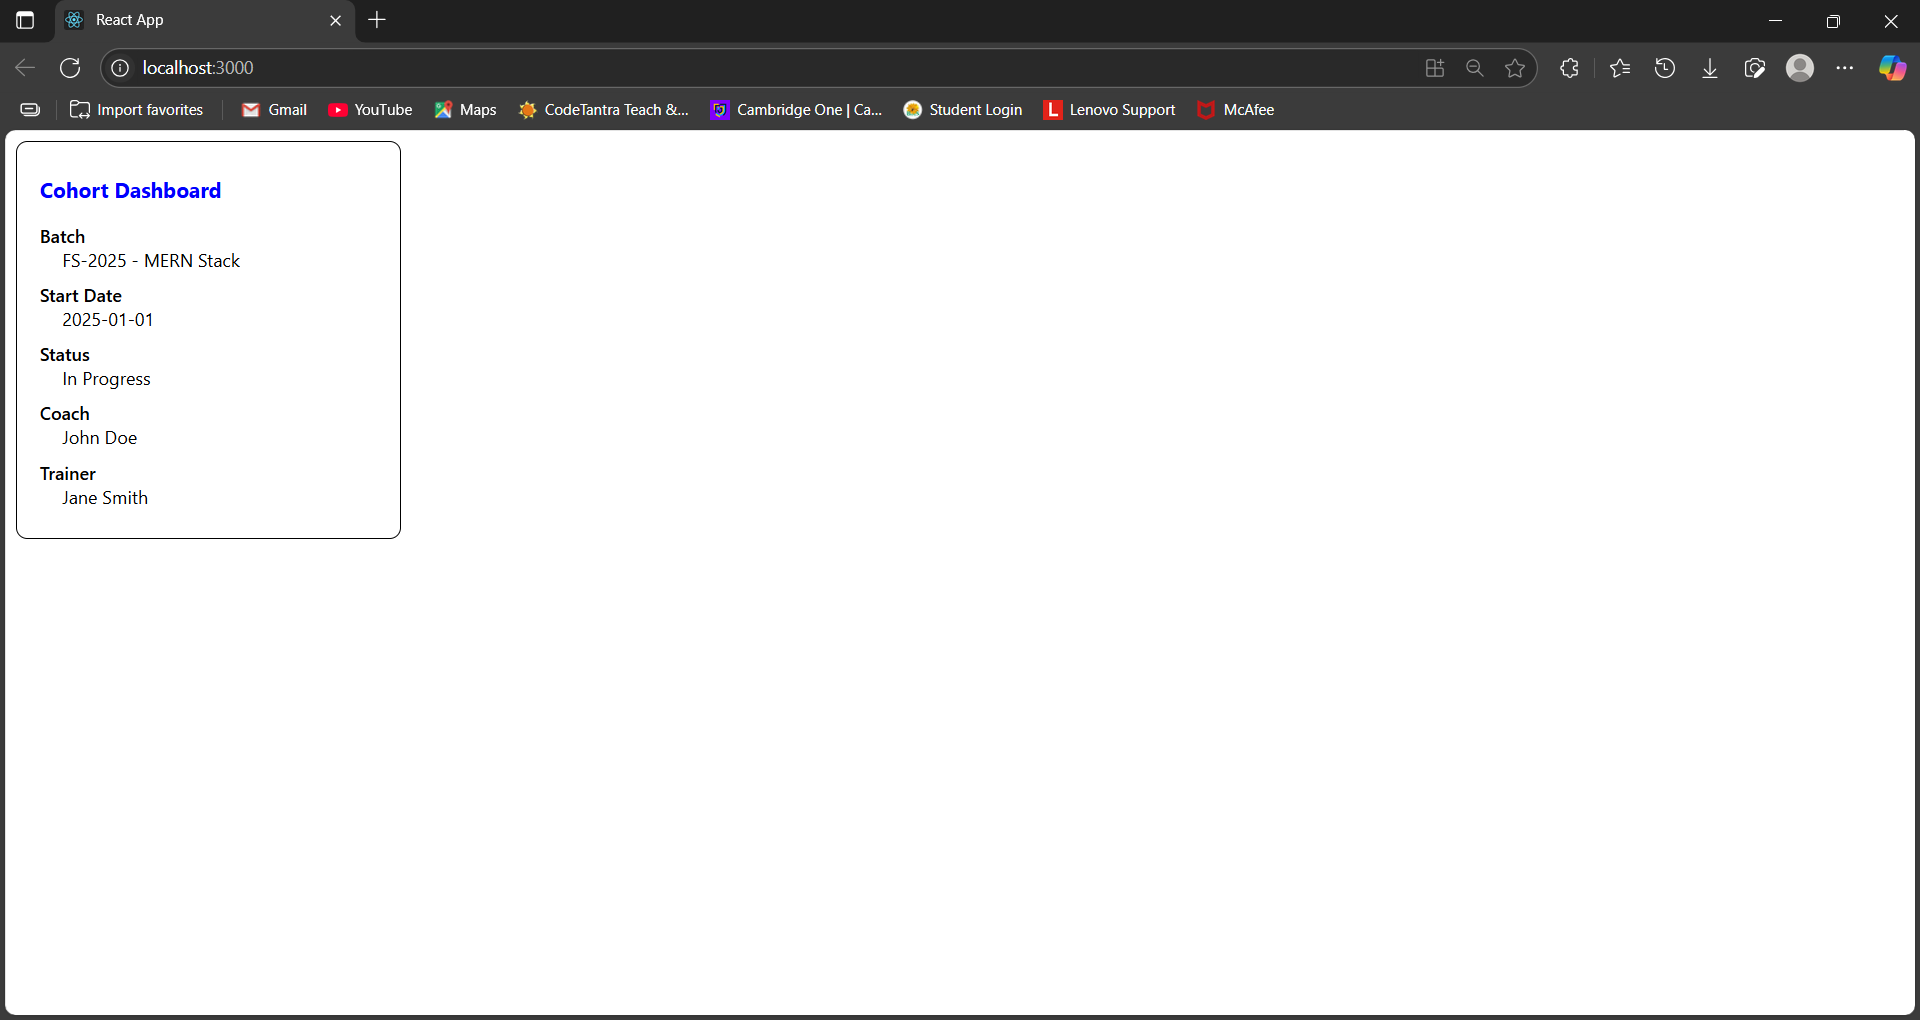 React App
localhost:3000
Import favorites
Gmail
YouTube
Maps
CodeTantra Teach &...
Cambridge One | Ca...
Student Login
L Lenovo Support
McAfee
Cohort Dashboard
Batch
FS-2025 - MERN Stack
Start Date
2025-01-01
Status
In Progress
Coach
John Doe
Trainer
Jane Smith